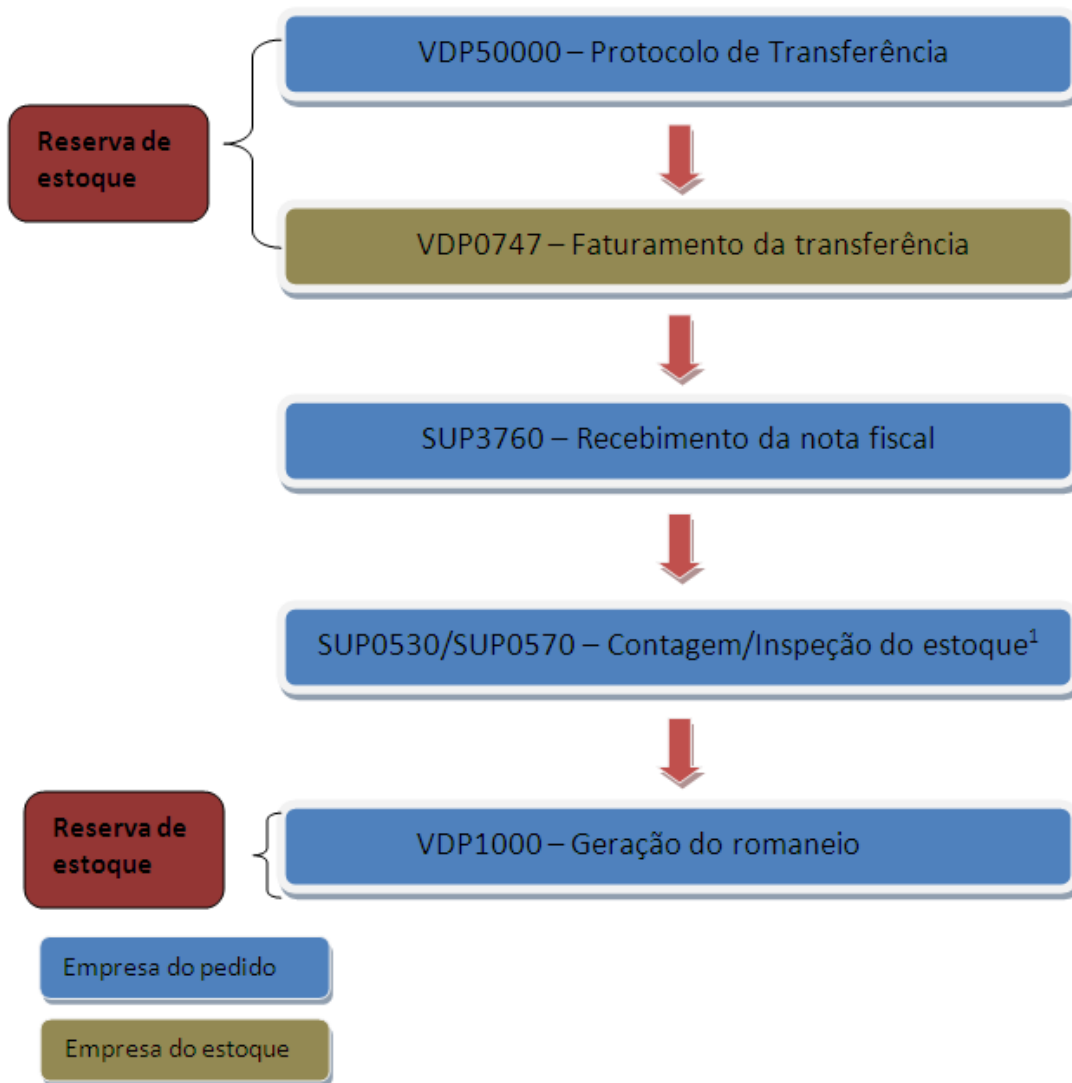 VDP50000 – Protocolo de Transferência
Reserva de
estoque
VDP0747 – Faturamento da transferência
SUP3760 – Recebimento da nota fiscal
SUP0530/SUP0570 – Contagem/Inspeção do estoque¹
Reserva de
estoque
VDP1000 – Geração do romaneio
Empresa do pedido
Empresa do estoque